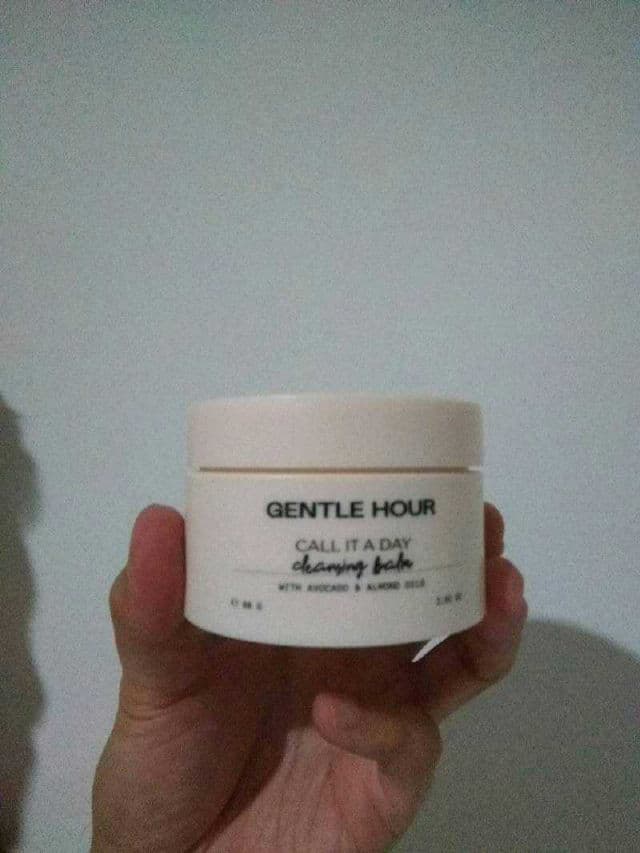 GENTLE HOUR
CALL IT A DAY
cleansing balm
WITH AVOCADO & ALMOND OILS